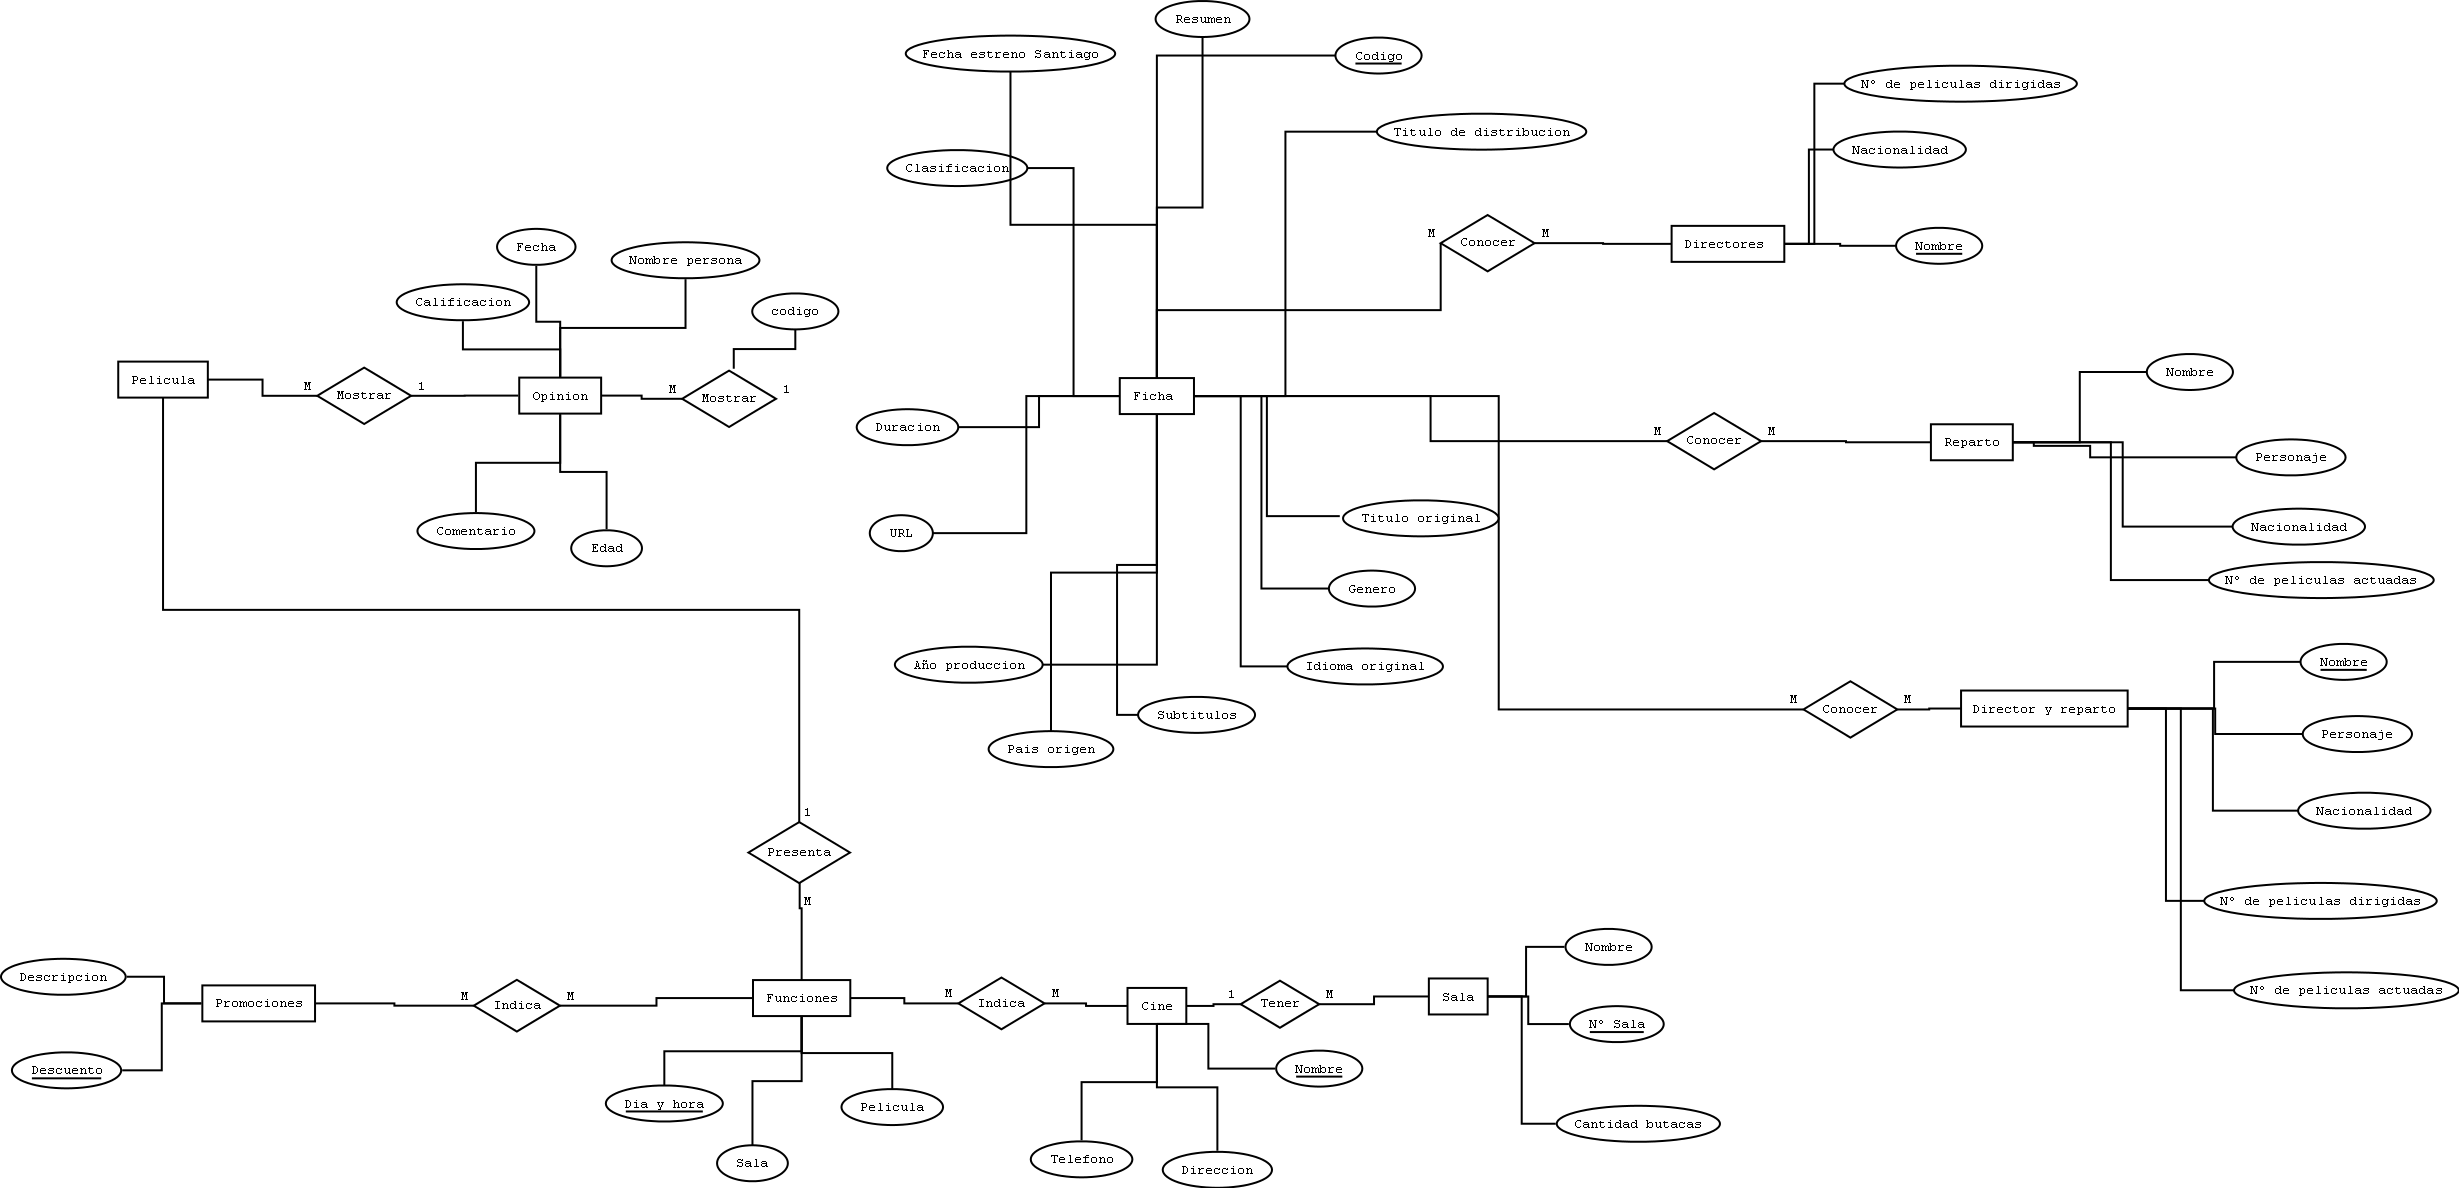 Resumen
Fecha estreno Santiago
Codigo
N° de peliculas dirigidas
Titulo de distribucion
Nacionalidad
Clasificacion
M
Conocer
M
Directores
Nombre
Fecha
Nombre persona
Calificacion
codigo
Pelicula
M
Mostrar
1
Opinion
M
Mostrar
1
Ficha
Nombre
Duracion
M
Conocer
M
Reparto
Personaje
Comentario
Edad
URL
Titulo original
Nacionalidad
Genero
N° de peliculas actuadas
Año produccion
Idioma original
Nombre
Pais origen
Subtitulos
M
Conocer
M
Director y reparto
Personaje
Nacionalidad
1
Presenta
M
N° de peliculas dirigidas
Descripcion
Nombre
Promociones
M
Indica
M
Funciones
M
Indica
M
Cine
1
Tener
M
Sala
N° de peliculas actuadas
N° Sala
Descuento
Dia y hora
Pelicula
Nombre
Cantidad butacas
Sala
Telefono
Direccion